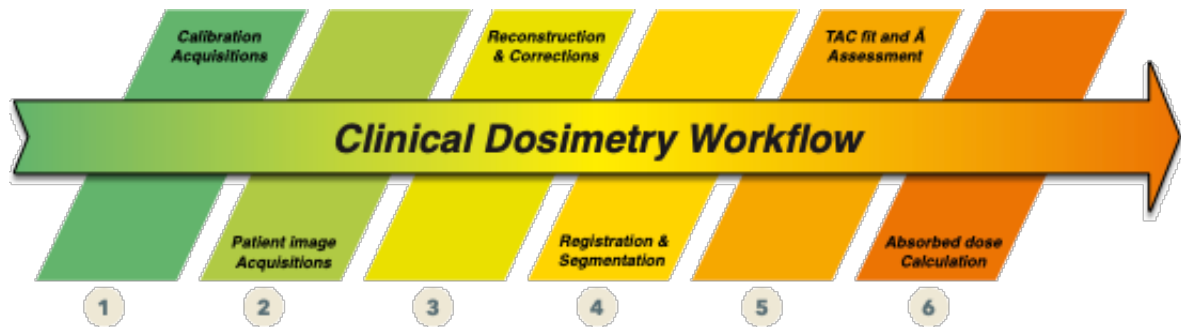 Calibration
Acquisitions
Reconstruction
& Corrections
TAC fit and Ã
Assessment
Clinical Dosimetry Workflow
Patient image
Acquisitions
Registration &
Segmentation
Absorbed dose
Calculation
1
2
3
4
5
6